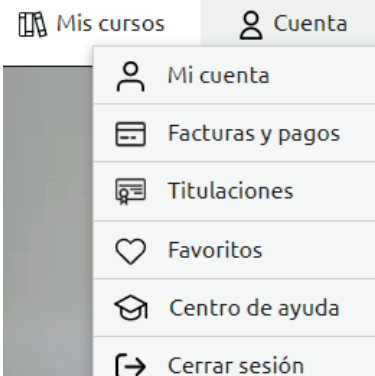 Mis cursos
Cuenta
Mi cuenta
Facturas y pagos
Titulaciones
Favoritos
Centro de ayuda
Cerrar sesión